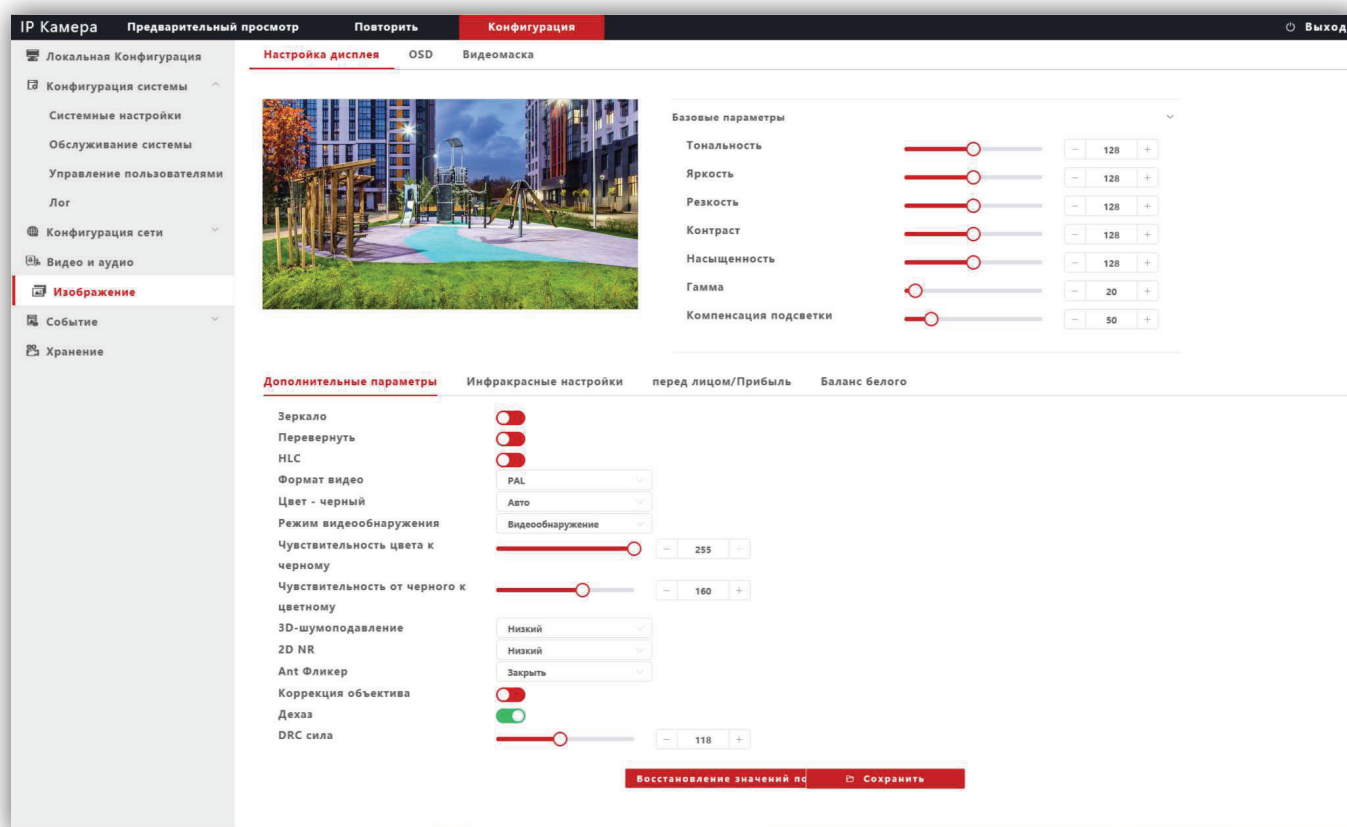 IP Камера Предварительный просмотр Повторить Конфигурация Выход
Локальная Конфигурация
Конфигурация системы
Системные настройки
Обслуживание системы
Управление пользователями
Лог
Конфигурация сети
Видео и аудио
Изображение
Событие
Хранение
Настройка дисплея OSD Видеомаска
Базовые параметры
Тональность 128
Яркость 128
Резкость 128
Контраст 128
Насыщенность 128
Гамма 20
Компенсация подсветки 50
Дополнительные параметры Инфракрасные настройки перед лицом/Прибыль Баланс белого
Зеркало
Перевернуть
HLC
Формат видео PAL
Цвет - черный Авто
Режим видеообнаружения Видеообнаружение
Чувствительность цвета к 255
черному
Чувствительность от черного к 160
цветному
3D-шумоподавление Низкий
2D NR Низкий
Ant Фликер Закрыть
Коррекция объектива
Дехаз
DRC сила 118
Восстановление значений по Сохранить